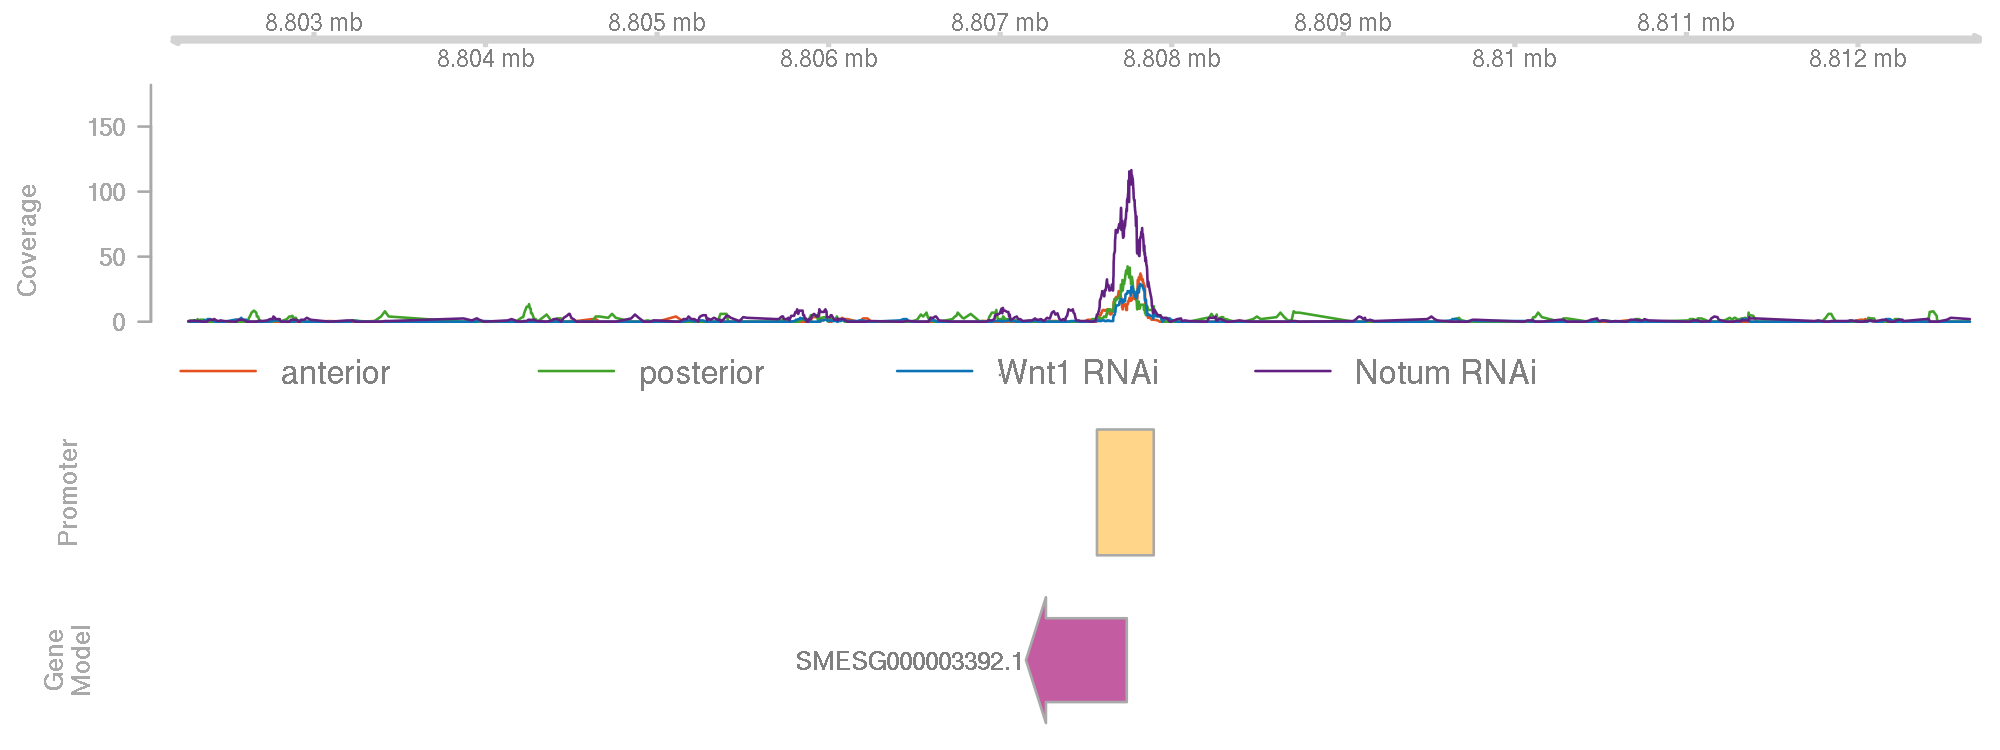 8.803 mb 8.805 mb 8.807 mb 8.809 mb 8.811 mb
8.804 mb 8.806 mb 8.808 mb 8.81 mb 8.812 mb
Coverage
150
100
50
0
anterior posterior Wnt1 RNAi Notum RNAi
Promoter
Gene
Model
SMESG000003392.1